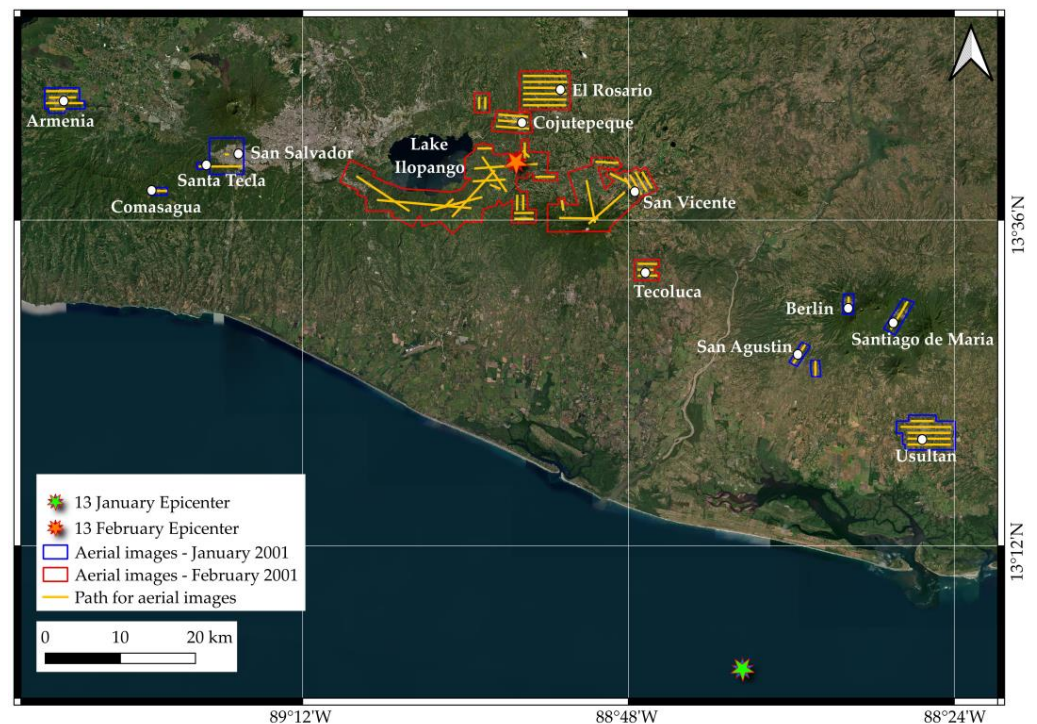 El Rosario
Armenia
Cojutepeque
Lake
Ilopango
San Salvador
Santa Tecla
Comasagua
San Vicente
13°36'N
Tecoluca
Berlin
Santiago de Maria
San Agustin
Usultan
13 January Epicenter
13 February Epicenter
Aerial images - January 2001
Aerial images - February 2001
Path for aerial images
13°12'N
0 10 20 km
89°12'W 88°48'W 88°24'W